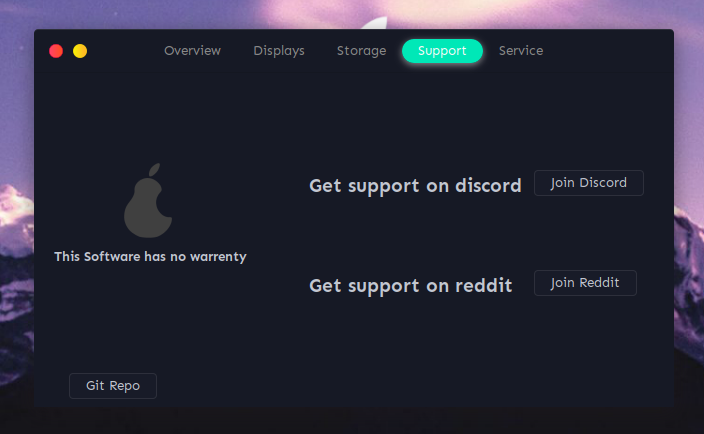 Overview Displays Storage Support Service
Get support on discord Join Discord
This Software has no warrenty
Get support on reddit Join Reddit
Git Repo